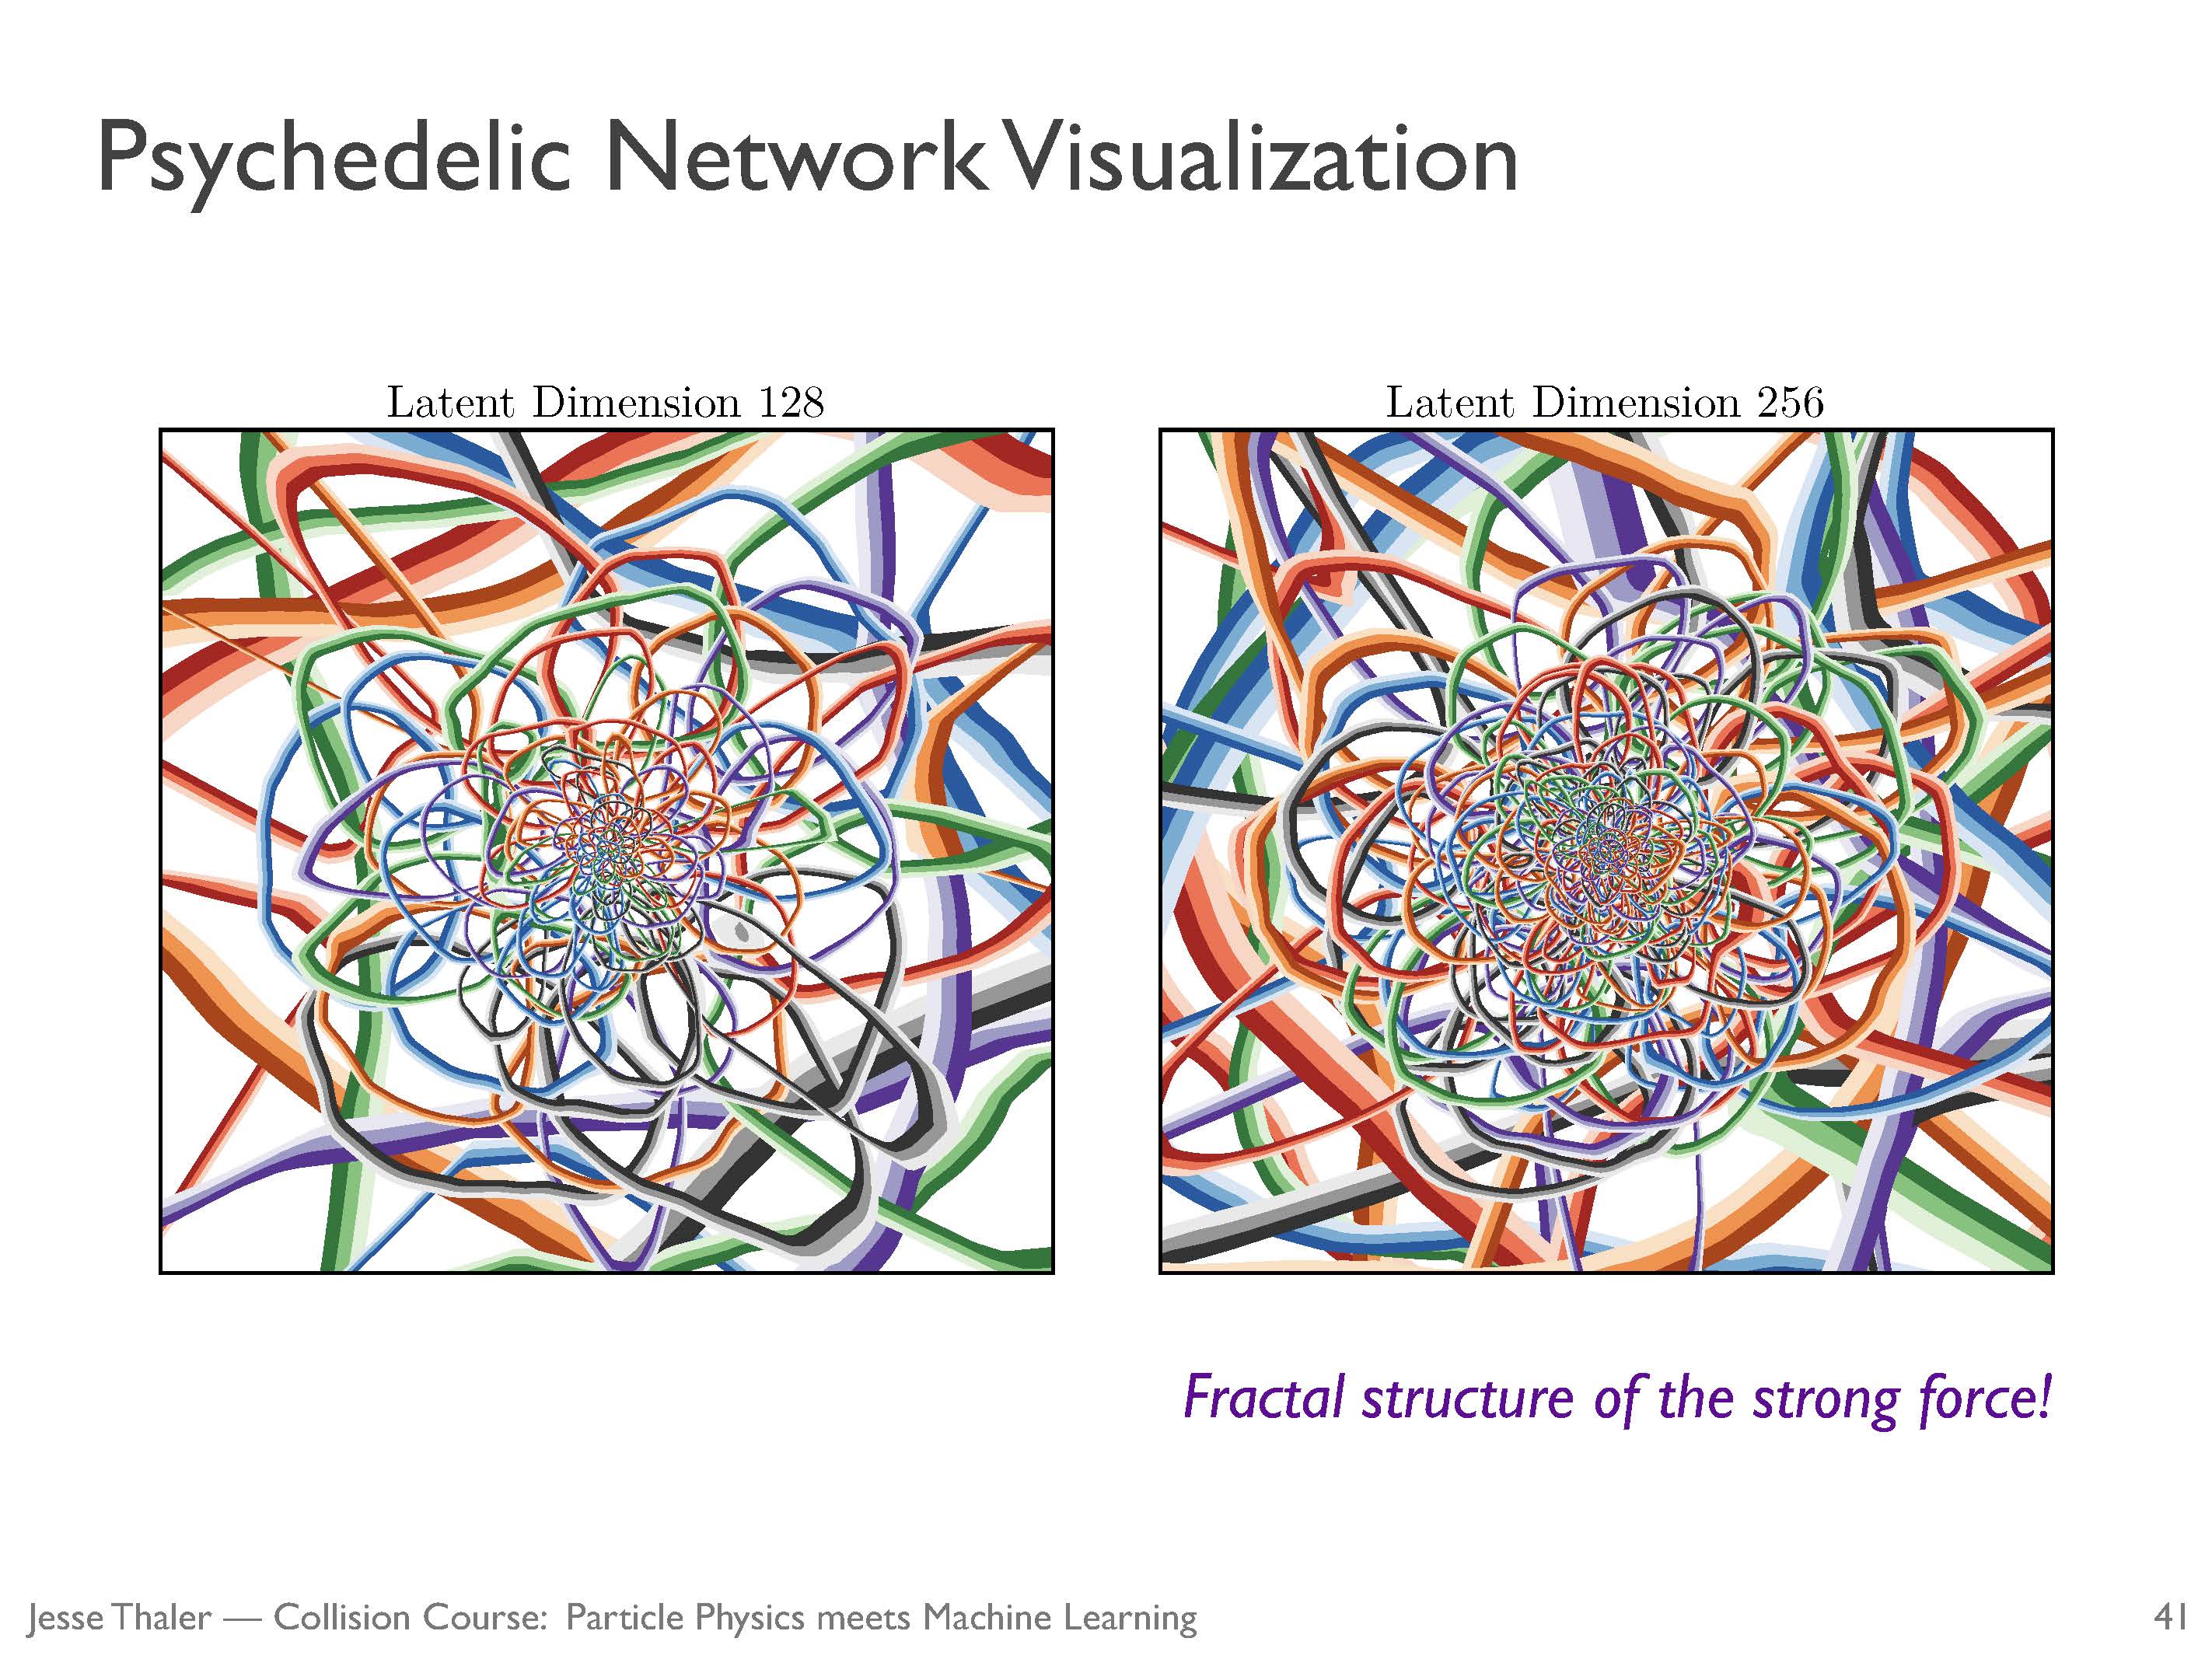 Psychedelic Network Visualization
Latent Dimension 128
Latent Dimension 256
Fractal structure of the strong force!
Jesse Thaler — Collision Course: Particle Physics meets Machine Learning
41